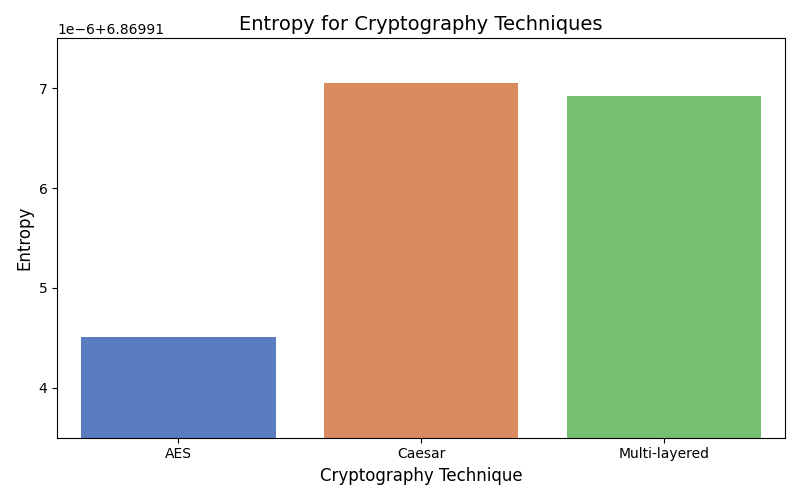 Entropy for Cryptography Techniques
1e−6+6.86991
7
6
5
4
Entropy
AES
Caesar
Multi-layered
Cryptography Technique